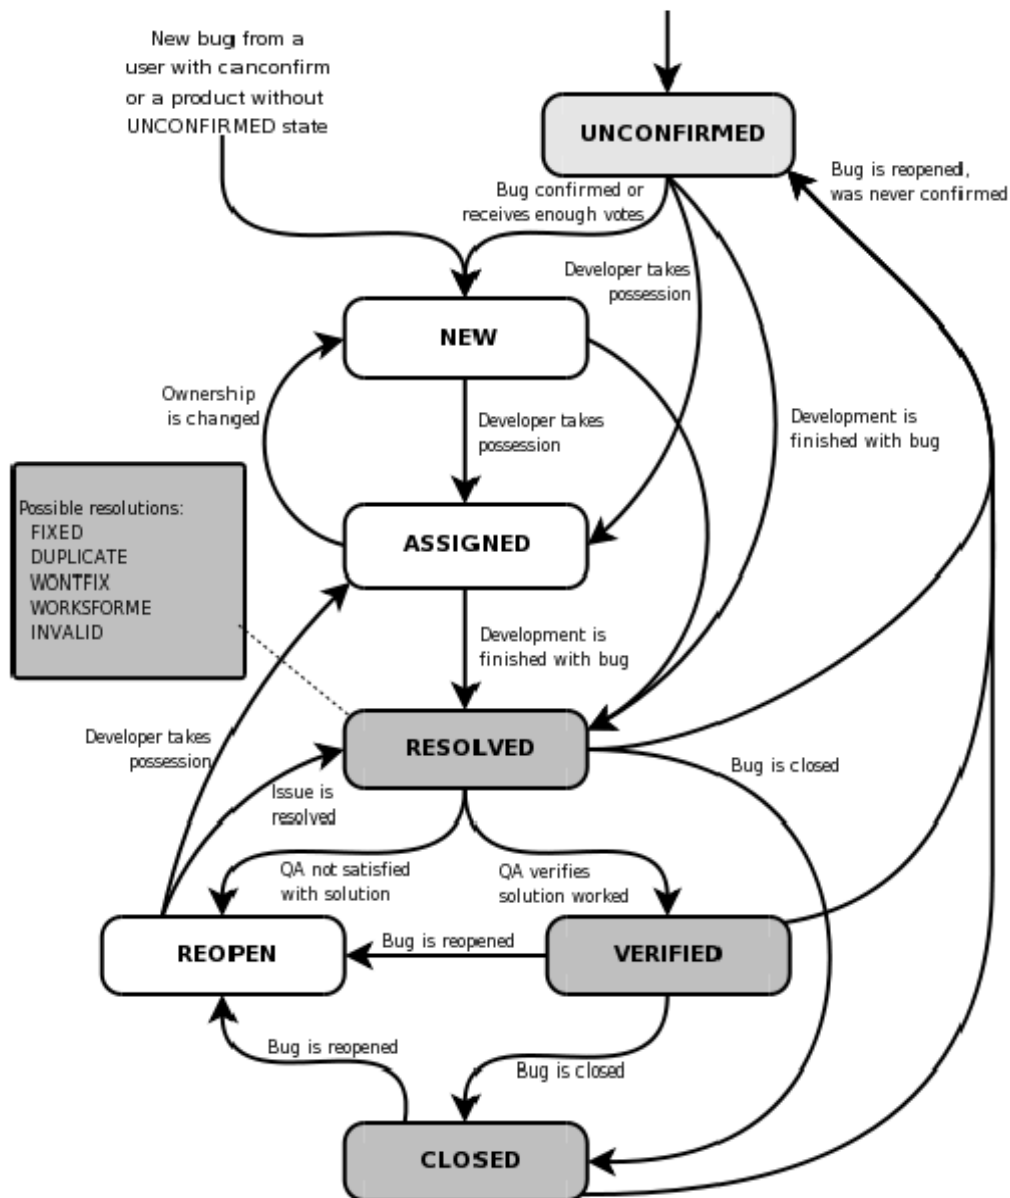 New bug from a
user with canconfirm
or a product without
UNCONFIRMED state
UNCONFIRMED
Bug is reopened,
was never confirmed
Bug confirmed or
receives enough votes
Developer takes
possession
NEW
Ownership
is changed
Developer takes
possession
Development is
finished with bug
Possible resolutions:
FIXED
DUPLICATE
WONTFIX
WORKSFORME
INVALID
ASSIGNED
Development is
finished with bug
RESOLVED
Developer takes
possession
Issue is
resolved
Bug is closed
QA not satisfied
with solution
QA verifies
solution worked
REOPEN
Bug is reopened
VERIFIED
Bug is reopened
Bug is closed
CLOSED